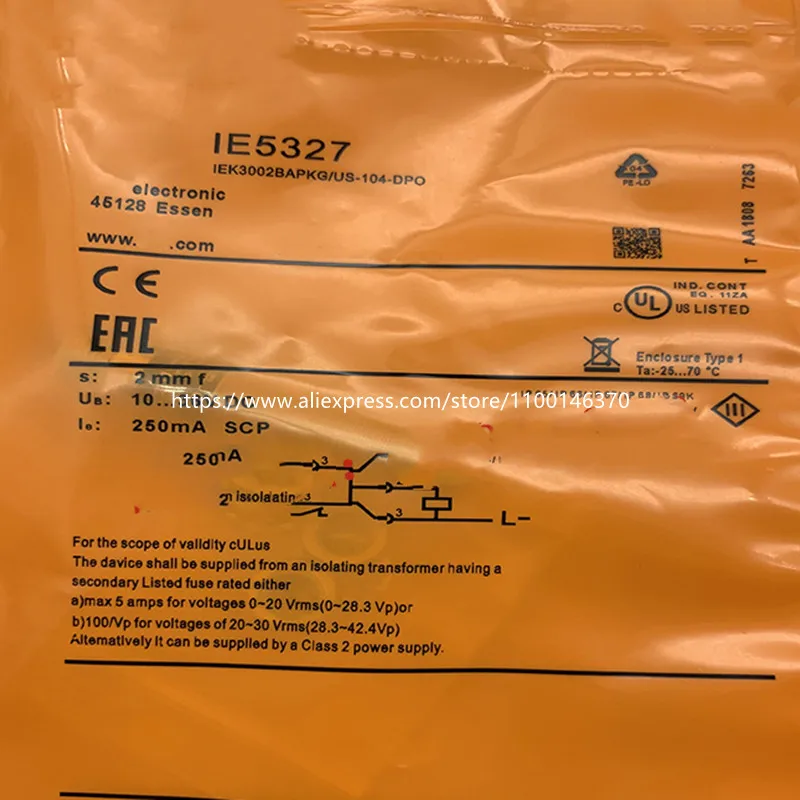 IE5327
IEK3002BAPKG/US-104-DPO
electronic
45128 Essen
www. .com
04
PE-LD
T AA1808 7263
CE
EAC
IND. CONT
EQ. 11ZA
C UL US LISTED
Enclosure Type 1
Ta:-25...70 °C
s: 2 mm f
UB: 10...
https://www.aliexpress.com/store/1100146370
Ie: 250mA SCP
III
250mA
3
3
3
L-
For the scope of validity cULus
The device shall be supplied from an isolating transformer having a
secondary Listed fuse rated either
a)max 5 amps for voltages 0~20 Vrms(0~28.3 Vp)or
b)100/Vp for voltages of 20~30 Vrms(28.3~42.4Vp)
Alternatively it can be supplied by a Class 2 power supply.